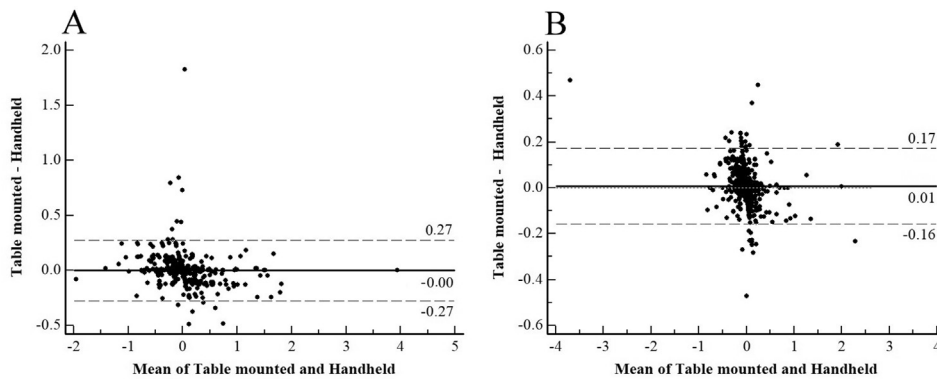 A
2.0
1.5
1.0
0.5
0.0
-0.5
Table mounted - Handheld
0.27
-0.00
-0.27
-2 -1 0 1 2 3 4 5
Mean of Table mounted and Handheld
B
0.6
0.4
0.2
0.0
-0.2
-0.4
-0.6
Table mounted - Handheld
0.17
0.01
-0.16
-4 -3 -2 -1 0 1 2 3 4
Mean of Table mounted and Handheld